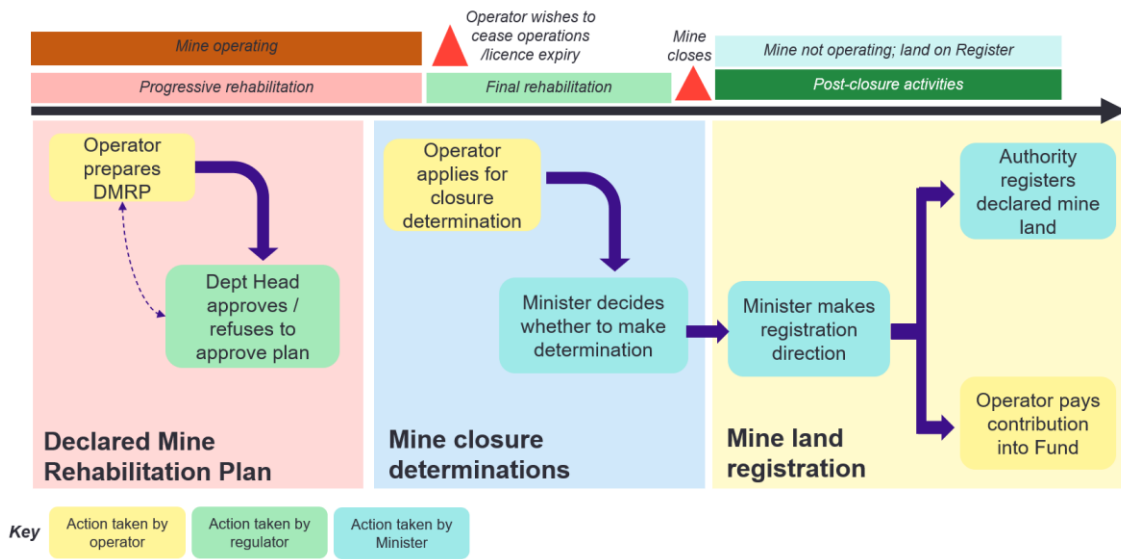 Mine operating
Operator wishes to
cease operations
/licence expiry
Mine
closes
Mine not operating; land on Register
Progressive rehabilitation
Final rehabilitation
Post-closure activities
Operator
prepares
DMRP
Dept Head
approves /
refuses to
approve plan
Declared Mine
Rehabilitation Plan
Operator
applies for
closure
determination
Minister decides
whether to make
determination
Mine closure
determinations
Minister makes
registration
direction
Authority
registers
declared mine
land
Operator pays
contribution
into Fund
Mine land
registration
Key
Action taken by
operator
Action taken by
regulator
Action taken by
Minister